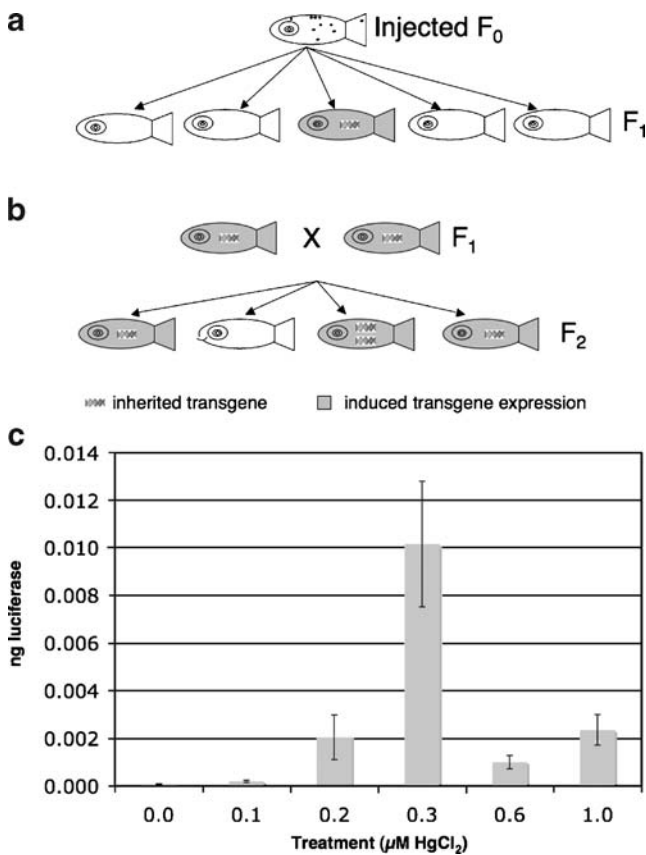 a
Injected F₀
F₁
b
X
F₁
F₂
inherited transgene
induced transgene expression
c
0.014
0.012
0.010
0.008
0.006
0.004
0.002
0.000
ng luciferase
0.0 0.1 0.2 0.3 0.6 1.0
Treatment (µM HgCl₂)